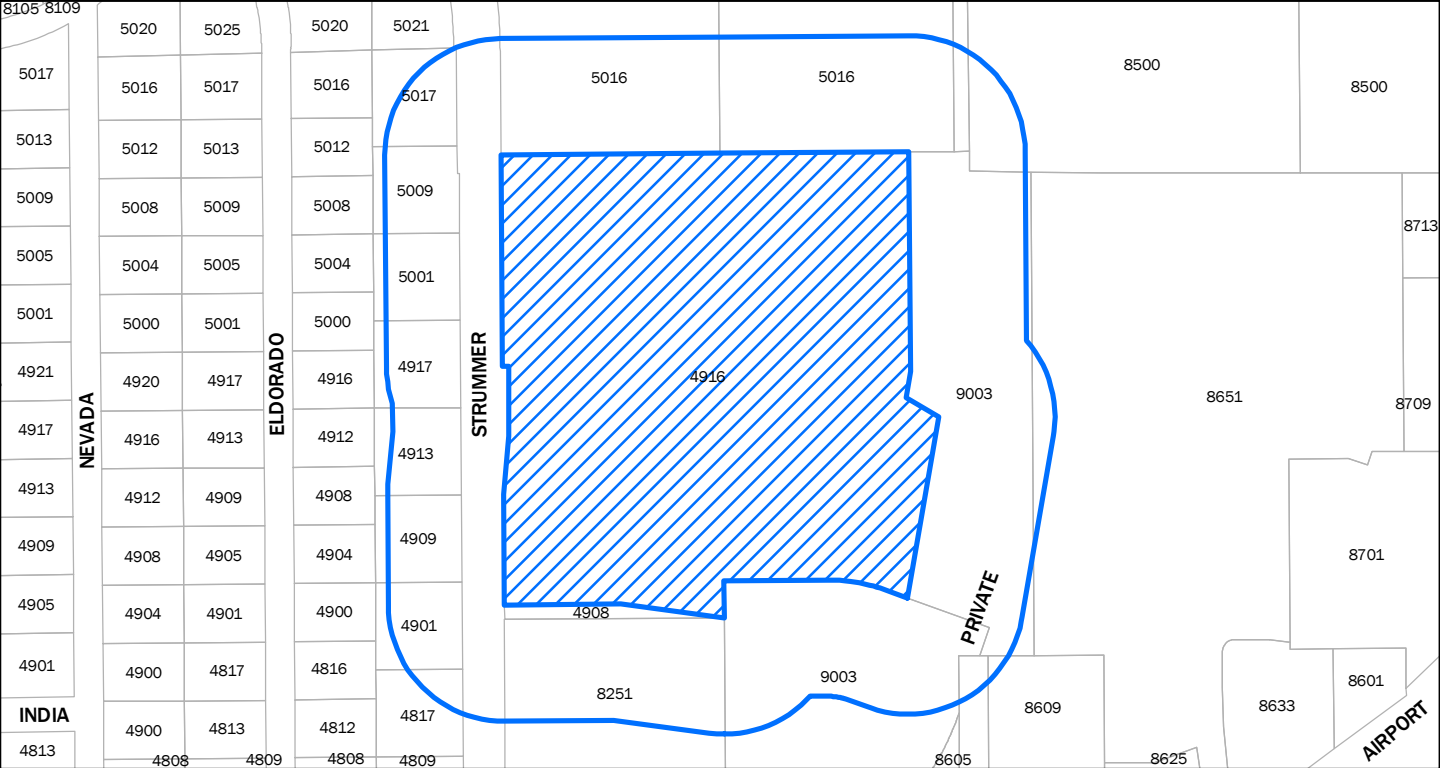 8105 8109
5020 5025 5020 5021
5017 5016 5017 5016 5017 5016 5016 8500 8500
5013 5012 5013 5012
5009 5008 5009 5008 5009 8713
5005 5004 5005 5004 5001
5001 5000 5001 5000
4921 4920 4917 4916 4917 4916 9003 8651 8709
NEVADA
ELDORADO
STRUMMER
4917 4916 4913 4912 4913
4913 4912 4909 4908
4909 4908 4905 4904 4909 8701
4905 4904 4901 4900 4901 4908
PRIVATE
4901 4900 4817 4816 8251 9003 8601
INDIA
4900 4813 4812 4817 8609 8633
AIRPORT
4813 4808 4809 4808 4809 8605 8625